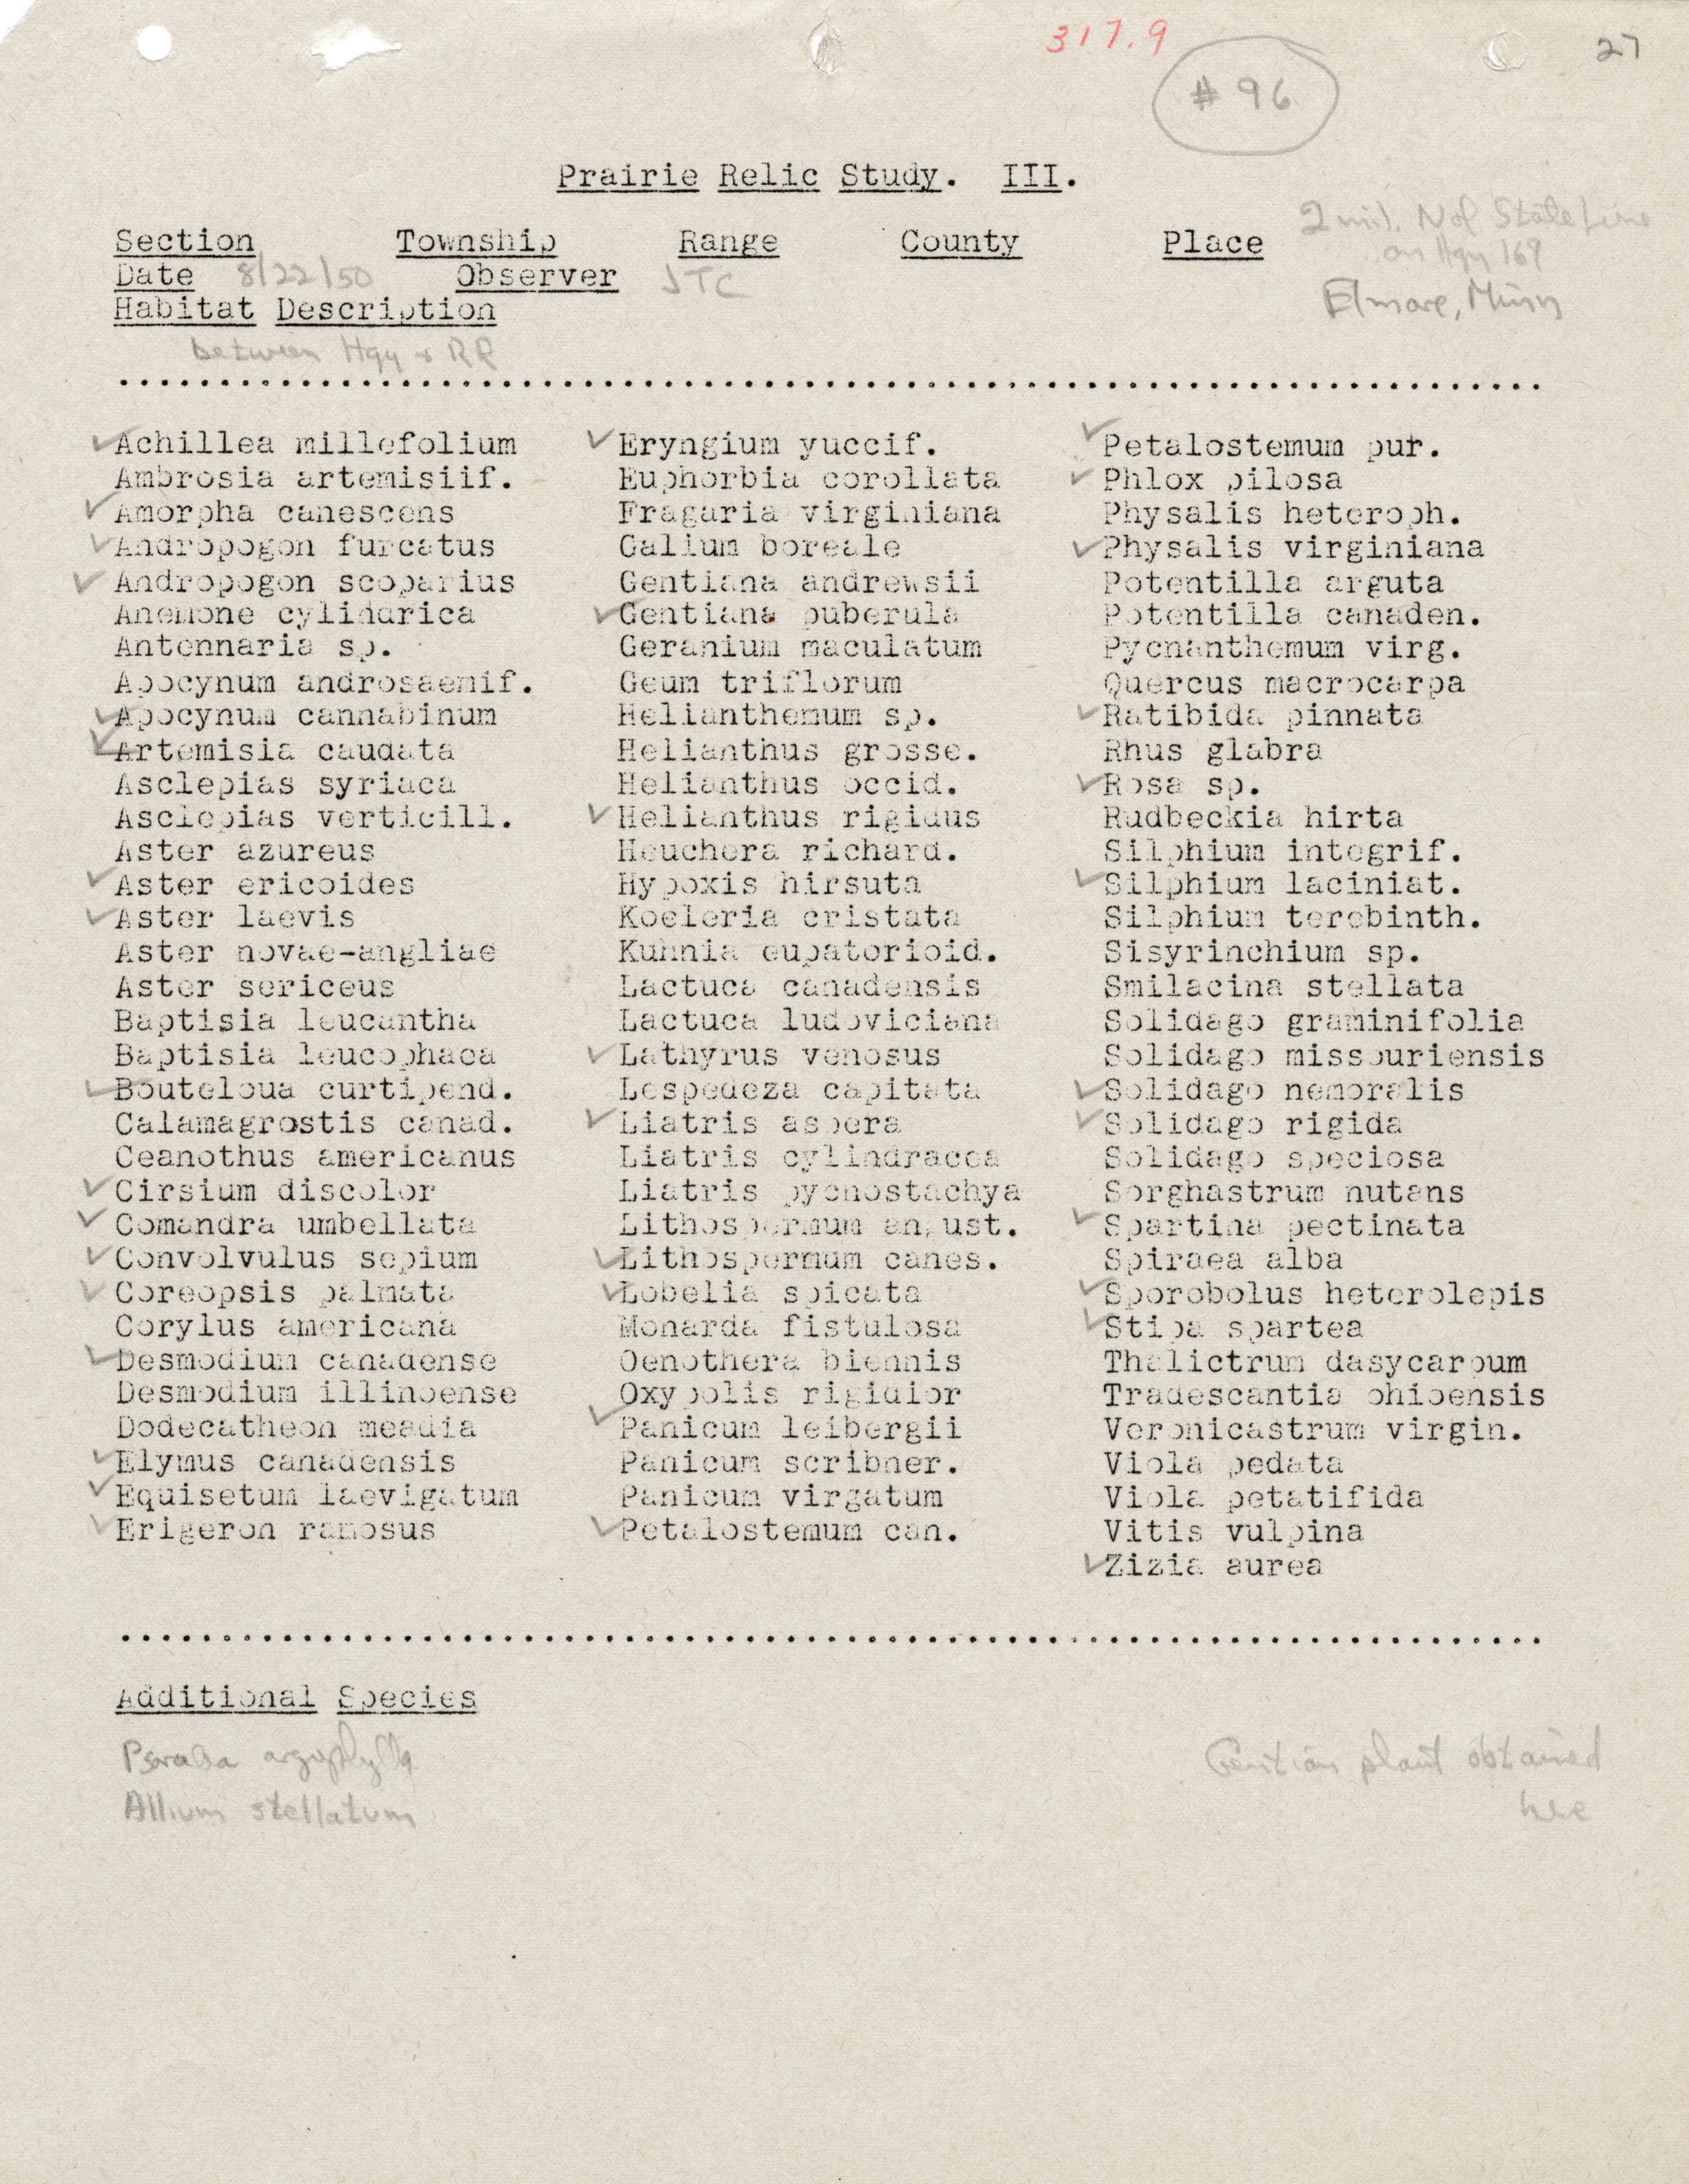 317.9
27
# 96
Prairie Relic Study. III.
Section Township Range County Place 2 mi. N of State Line
on Hgy 169
Date 8/22/50 Observer JTC
Elmore, Minn
Habitat Description
between Hgy & RR
✓Achillea millefolium
Ambrosia artemisiif.
✓Amorpha canescens
✓Andropogon furcatus
✓Andropogon scoparius
Anemone cylindrica
Antennaria sp.
Apocynum androsaemif.
✓Apocynum cannabinum
✓Artemisia caudata
Asclepias syriaca
Asclepias verticill.
Aster azureus
✓Aster ericoides
✓Aster laevis
Aster novae-angliae
Aster sericeus
Baptisia leucantha
Baptisia leucophaea
✓Bouteloua curtipend.
Calamagrostis canad.
Ceanothus americanus
✓Cirsium discolor
✓Comandra umbellata
✓Convolvulus sepium
✓Coreopsis palmata
Corylus americana
✓Desmodium canadense
Desmodium illinoense
Dodecatheon meadia
✓Elymus canadensis
✓Equisetum laevigatum
✓Erigeron ramosus
✓Eryngium yuccif.
Euphorbia corollata
Fragaria virginiana
Galium boreale
Gentiana andrewsii
✓Gentiana puberula
Geranium maculatum
Geum triflorum
Helianthemum sp.
Helianthus grosse.
Helianthus occid.
✓Helianthus rigidus
Heuchera richard.
Hypoxis hirsuta
Koeleria cristata
Kuhnia eupatorioid.
Lactuca canadensis
Lactuca ludoviciana
✓Lathyrus venosus
Lespedeza capitata
✓Liatris aspera
Liatris cylindracea
Liatris pycnostachya
Lithospermum angust.
✓Lithospermum canes.
✓Lobelia spicata
Monarda fistulosa
Oenothera biennis
Oxypolis rigidior
✓Panicum leibergii
Panicum scribner.
Panicum virgatum
✓Petalostemum can.
✓Petalostemum pur.
✓Phlox pilosa
Physalis heteroph.
✓Physalis virginiana
Potentilla arguta
Potentilla canaden.
Pycnanthemum virg.
Quercus macrocarpa
✓Ratibida pinnata
Rhus glabra
✓Rosa sp.
Rudbeckia hirta
Silphium integrif.
✓Silphium laciniat.
Silphium terebinth.
Sisyrinchium sp.
Smilacina stellata
Solidago graminifolia
Solidago missouriensis
✓Solidago nemoralis
✓Solidago rigida
Solidago speciosa
Sorghastrum nutans
✓Spartina pectinata
Spiraea alba
✓Sporobolus heterolepis
✓Stipa spartea
Thalictrum dasycarpum
Tradescantia ohioensis
Veronicastrum virgin.
Viola pedata
Viola petatifida
Vitis vulpina
✓Zizia aurea
Additional Species
Psoralea argophylla
Allium stellatum
Gentian plant obtained
here